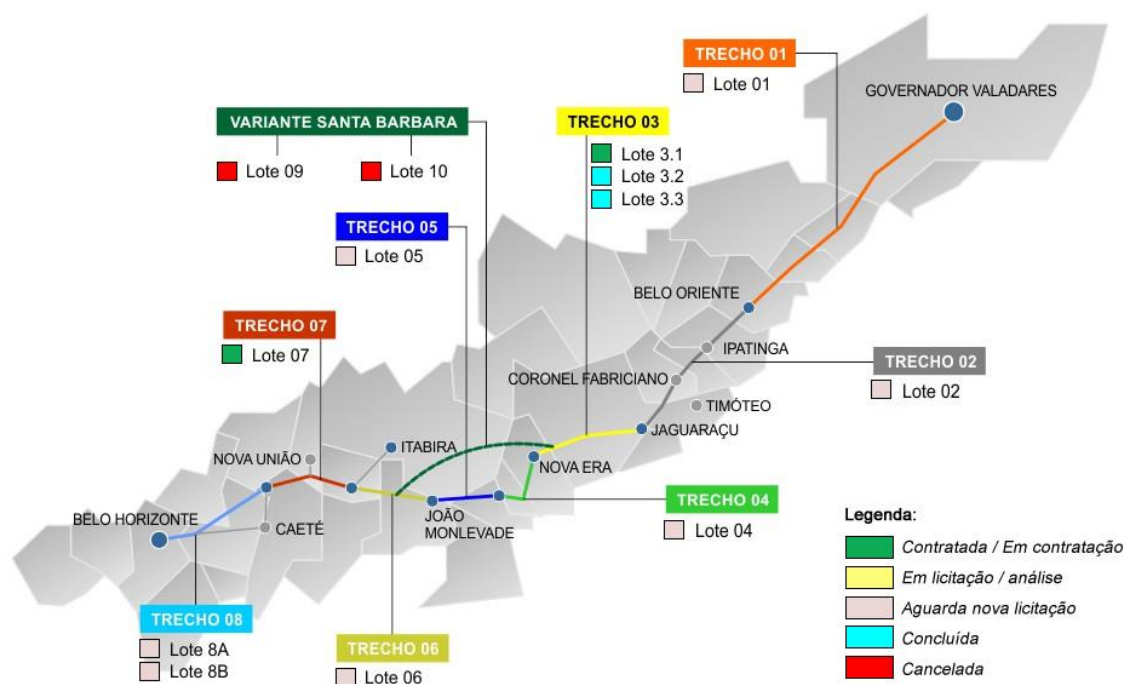 TRECHO 01
Lote 01
GOVERNADOR VALADARES
VARIANTE SANTA BARBARA
Lote 09
Lote 10
TRECHO 03
Lote 3.1
Lote 3.2
Lote 3.3
TRECHO 05
Lote 05
BELO ORIENTE
TRECHO 07
Lote 07
IPATINGA
TRECHO 02
Lote 02
CORONEL FABRICIANO
TIMÓTEO
JAGUARAÇU
ITABIRA
NOVA UNIÃO
NOVA ERA
TRECHO 04
Lote 04
BELO HORIZONTE
CAETÉ
JOÃO
MONLEVADE
TRECHO 08
Lote 8A
Lote 8B
TRECHO 06
Lote 06
Legenda:
Contratada / Em contratação
Em licitação / análise
Aguarda nova licitação
Concluída
Cancelada